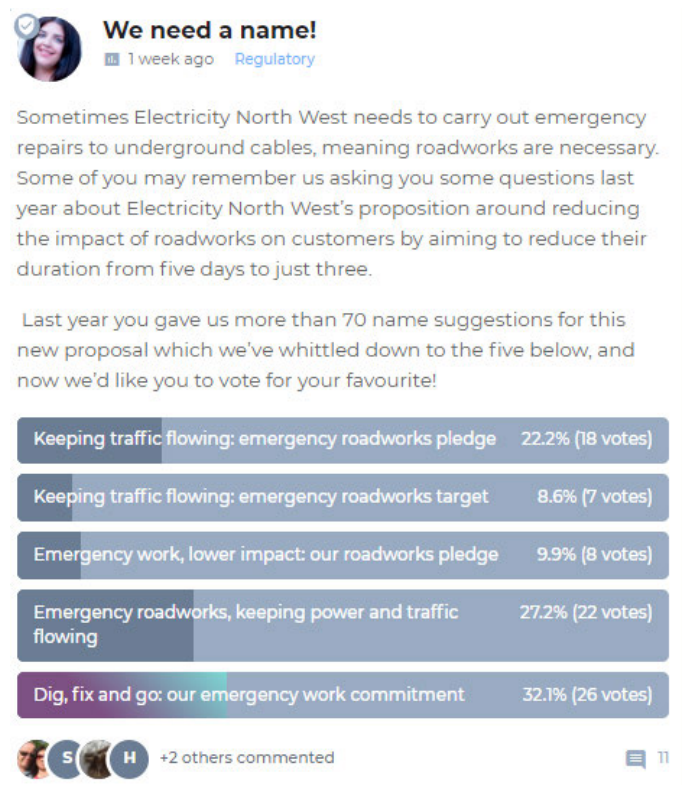 We need a name!
1 week ago Regulatory
Sometimes Electricity North West needs to carry out emergency
repairs to underground cables, meaning roadworks are necessary.
Some of you may remember us asking you some questions last
year about Electricity North West's proposition around reducing
the impact of roadworks on customers by aiming to reduce their
duration from five days to just three.
Last year you gave us more than 70 name suggestions for this
new proposal which we've whittled down to the five below, and
now we'd like you to vote for your favourite!
Keeping traffic flowing: emergency roadworks pledge 22.2% (18 votes)
Keeping traffic flowing: emergency roadworks target 8.6% (7 votes)
Emergency work, lower impact: our roadworks pledge 9.9% (8 votes)
Emergency roadworks, keeping power and traffic 27.2% (22 votes)
flowing
Dig, fix and go: our emergency work commitment 32.1% (26 votes)
S H +2 others commented 11